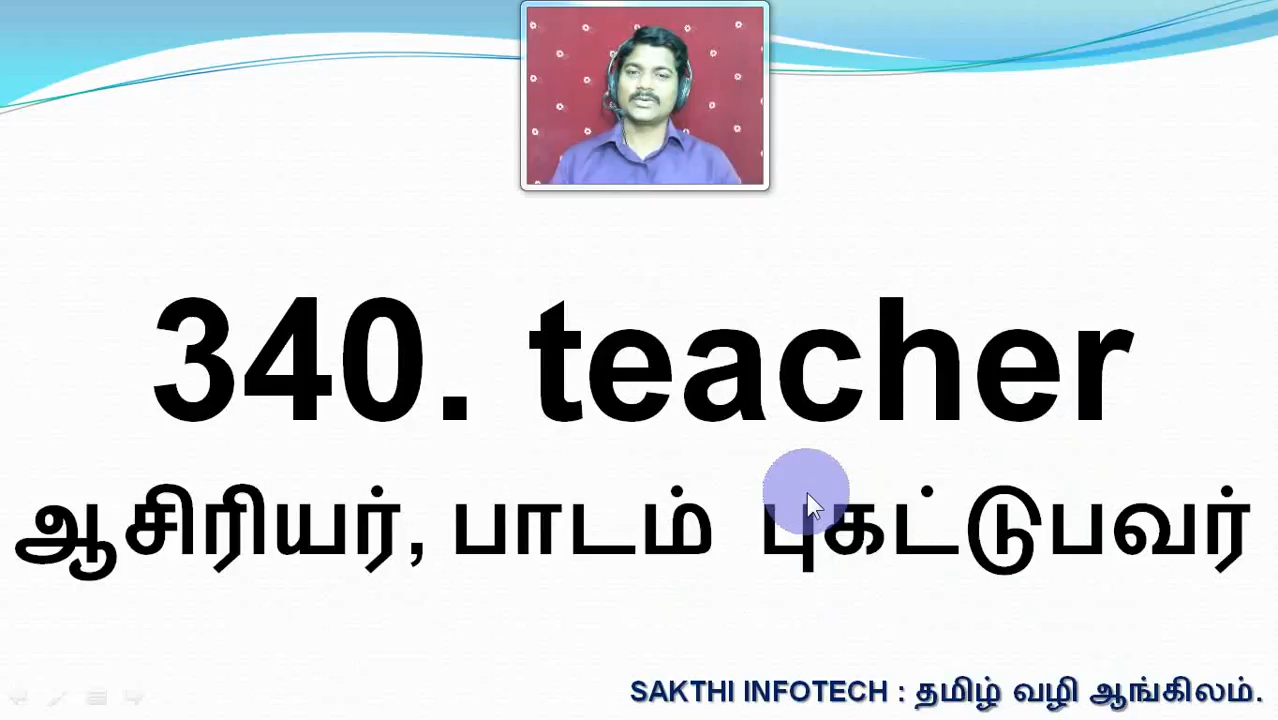 340. teacher
ஆசிரியர், பாடம் புகட்டுபவர்
SAKTHI INFOTECH : தமிழ் வழி ஆங்கிலம்.